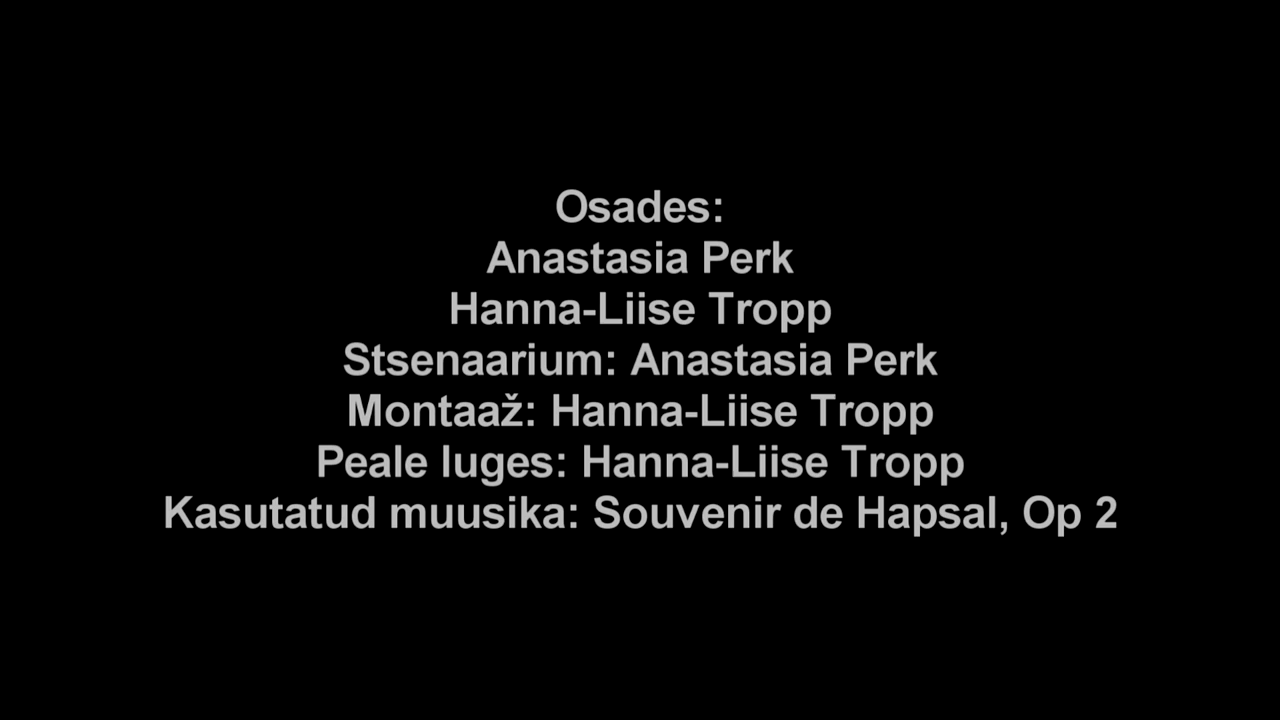 Osades:
Anastasia Perk
Hanna-Liise Tropp
Stsenaarium: Anastasia Perk
Montaaž: Hanna-Liise Tropp
Peale luges: Hanna-Liise Tropp
Kasutatud muusika: Souvenir de Hapsal, Op 2